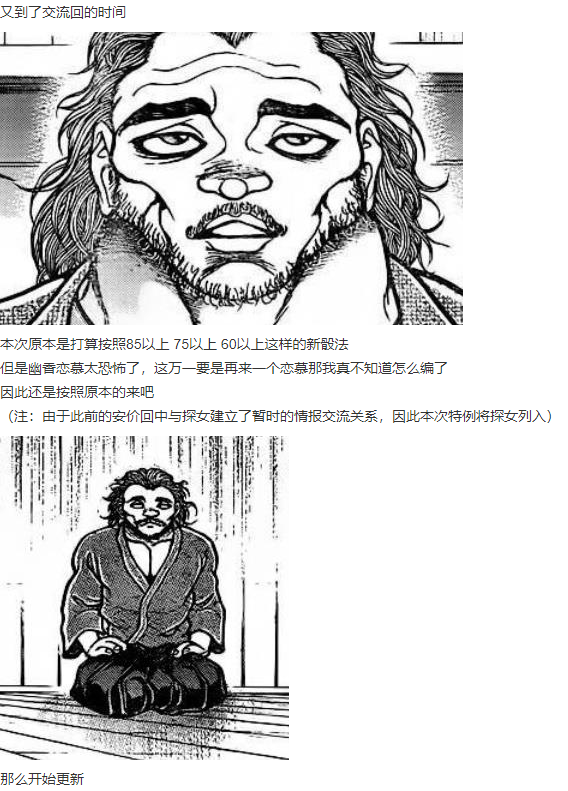 又到了交流回的时间
本次原本是打算按照85以上 75以上 60以上这样的新骰法
但是幽香恋慕太恐怖了，这万一要是再来一个恋慕那我真不知道怎么编了
因此还是按照原本的来吧
（注：由于此前的安价回中与探女建立了暂时的情报交流关系，因此本次特例将探女列入）
那么开始更新